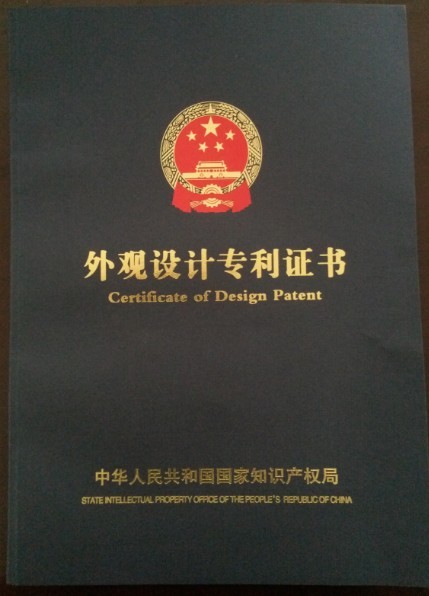 外观设计专利证书
Certificate of Design Patent
中华人民共和国国家知识产权局
STATE INTELLECTUAL PROPERTY OFFICE OF THE PEOPLE'S REPUBLIC OF CHINA